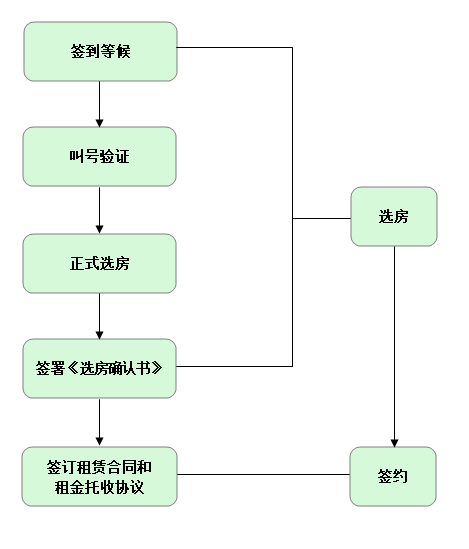 签到等候
叫号验证
正式选房
选房
签署《选房确认书》
签订租赁合同和
租金托收协议
签约